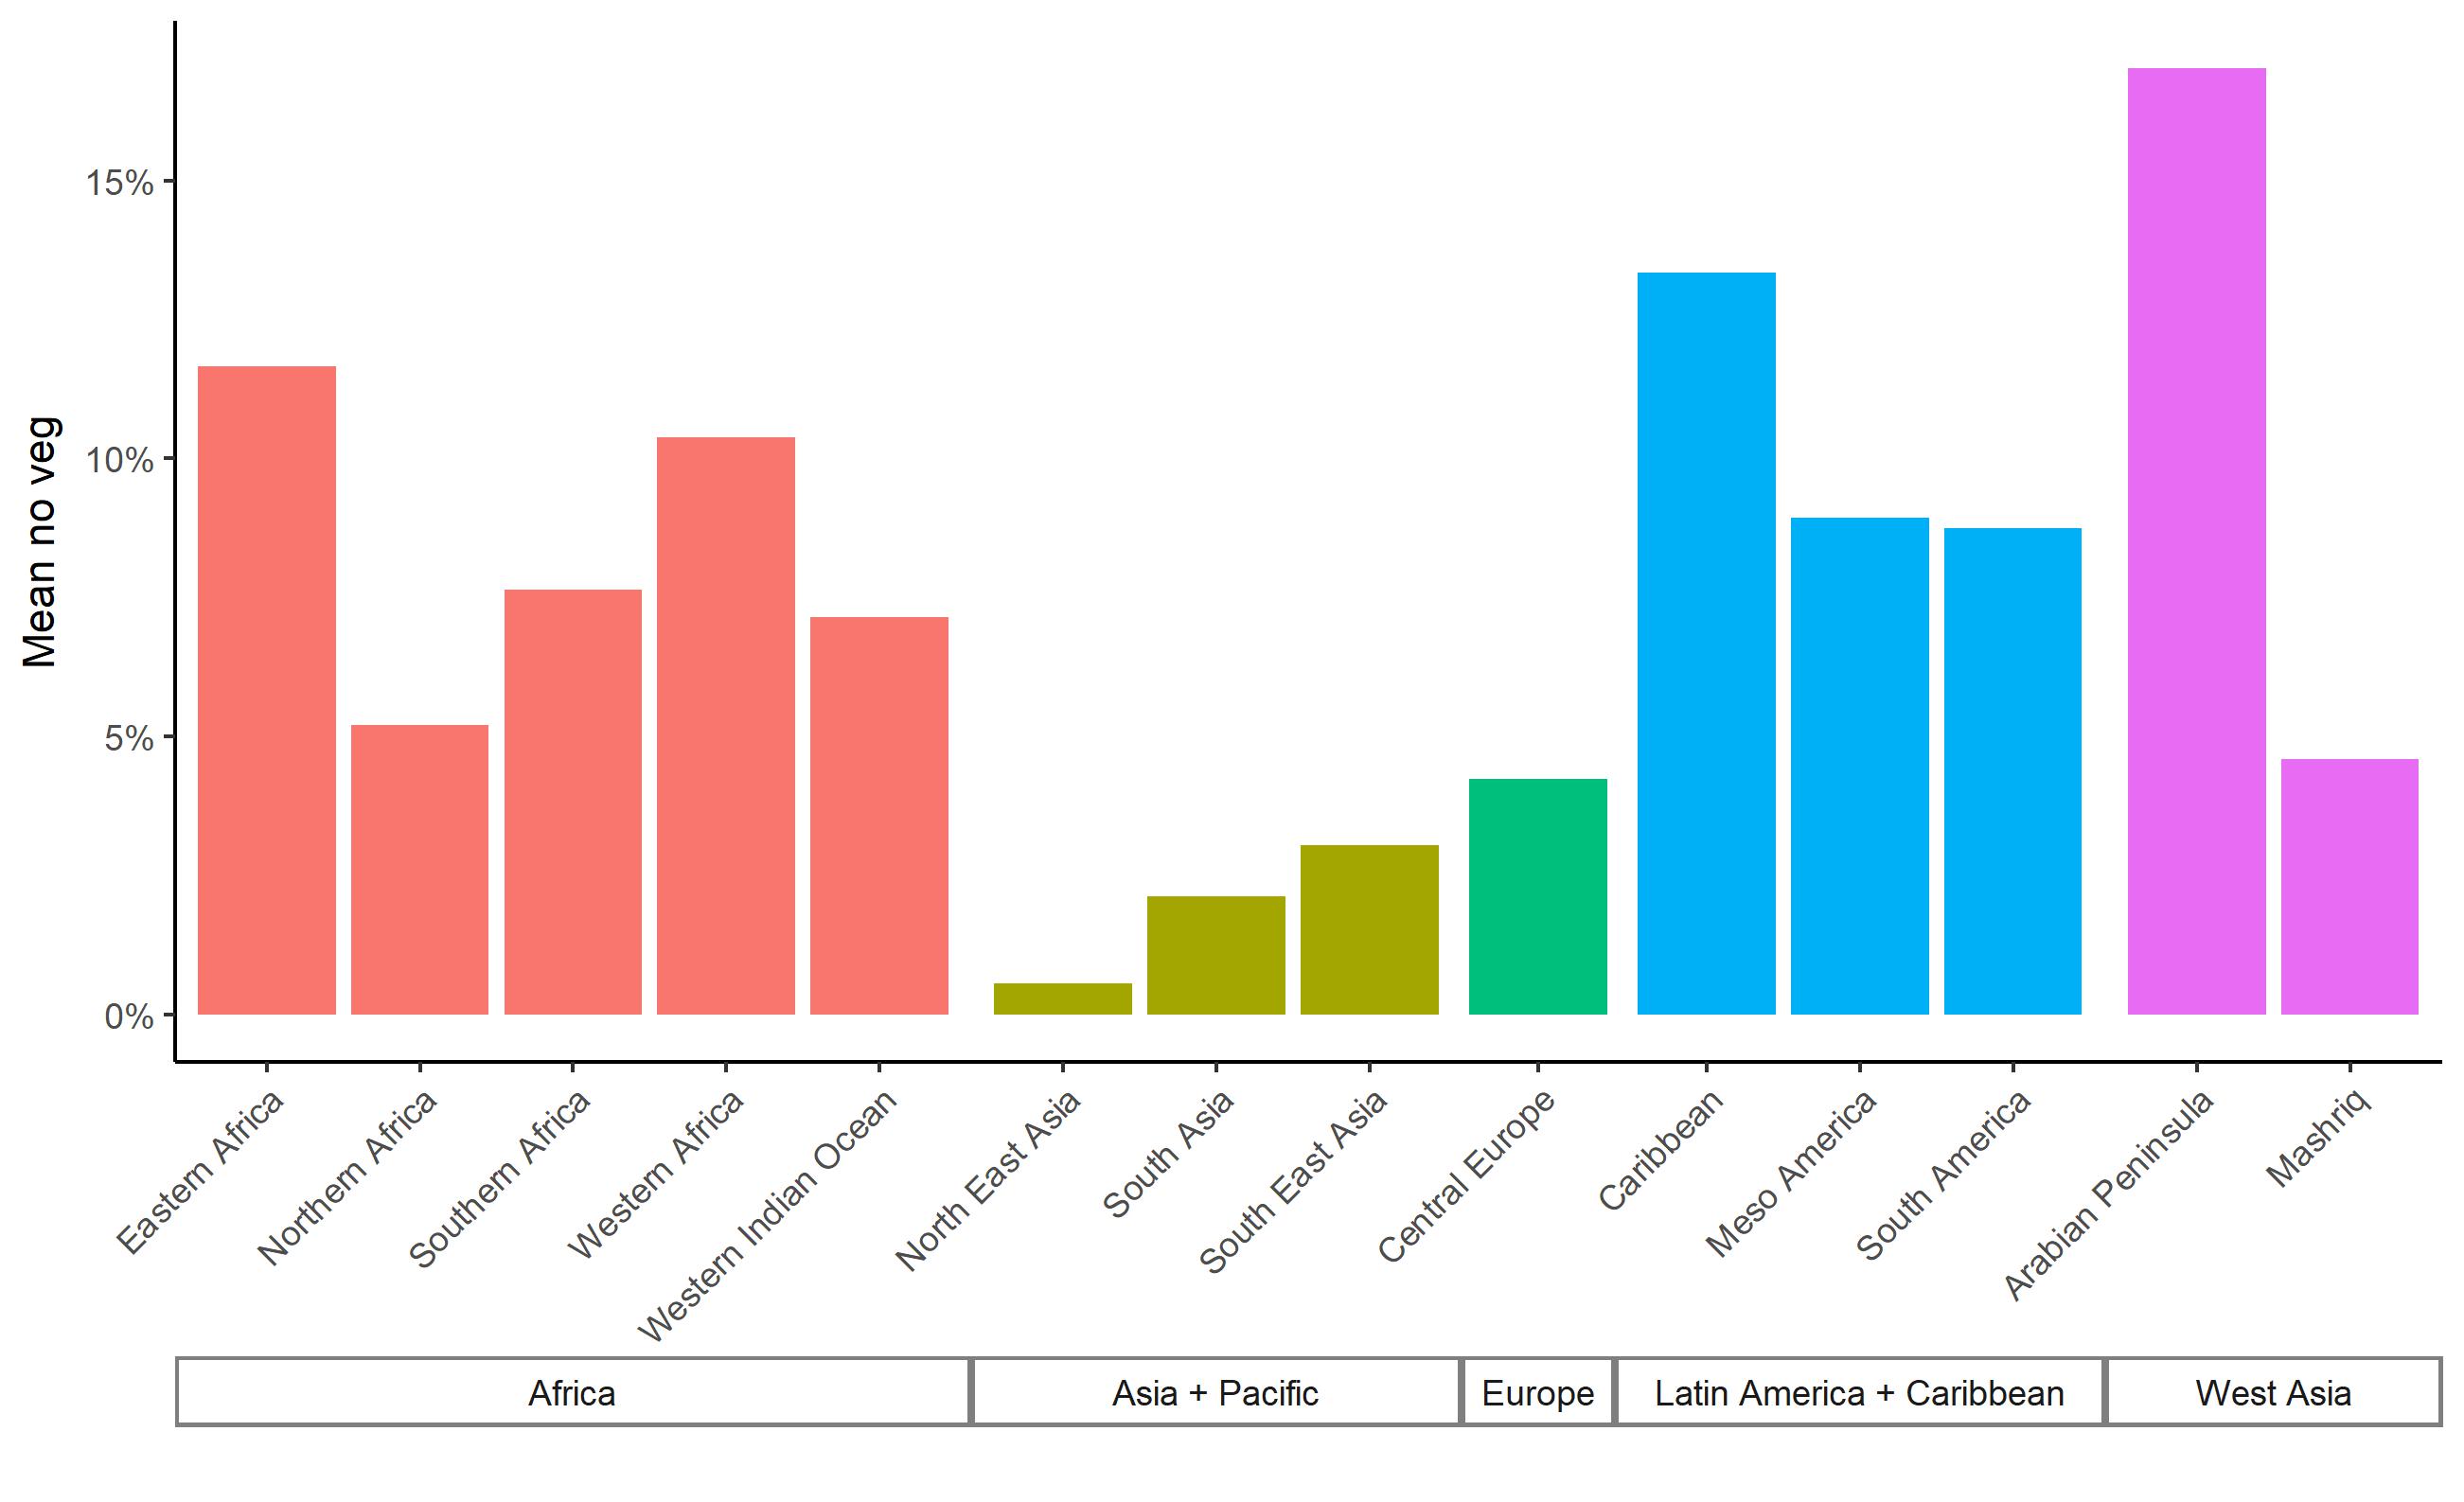 Mean no veg
15%
10%
5%
0%
Eastern Africa
Northern Africa
Southern Africa
Western Africa
Western Indian Ocean
North East Asia
South Asia
South East Asia
Central Europe
Caribbean
Meso America
South America
Arabian Peninsula
Mashriq
Africa
Asia + Pacific
Europe
Latin America + Caribbean
West Asia